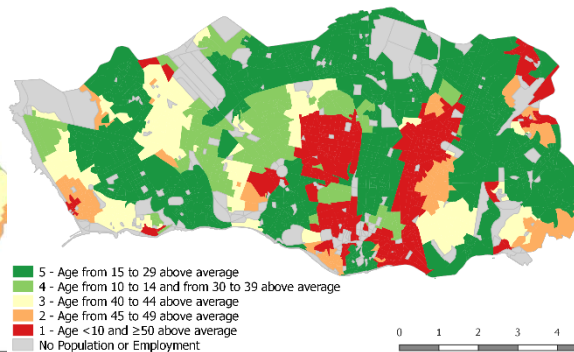 5 - Age from 15 to 29 above average
4 - Age from 10 to 14 and from 30 to 39 above average
3 - Age from 40 to 44 above average
2 - Age from 45 to 49 above average
1 - Age <10 and ≥50 above average
No Population or Employment
0 1 2 3 4